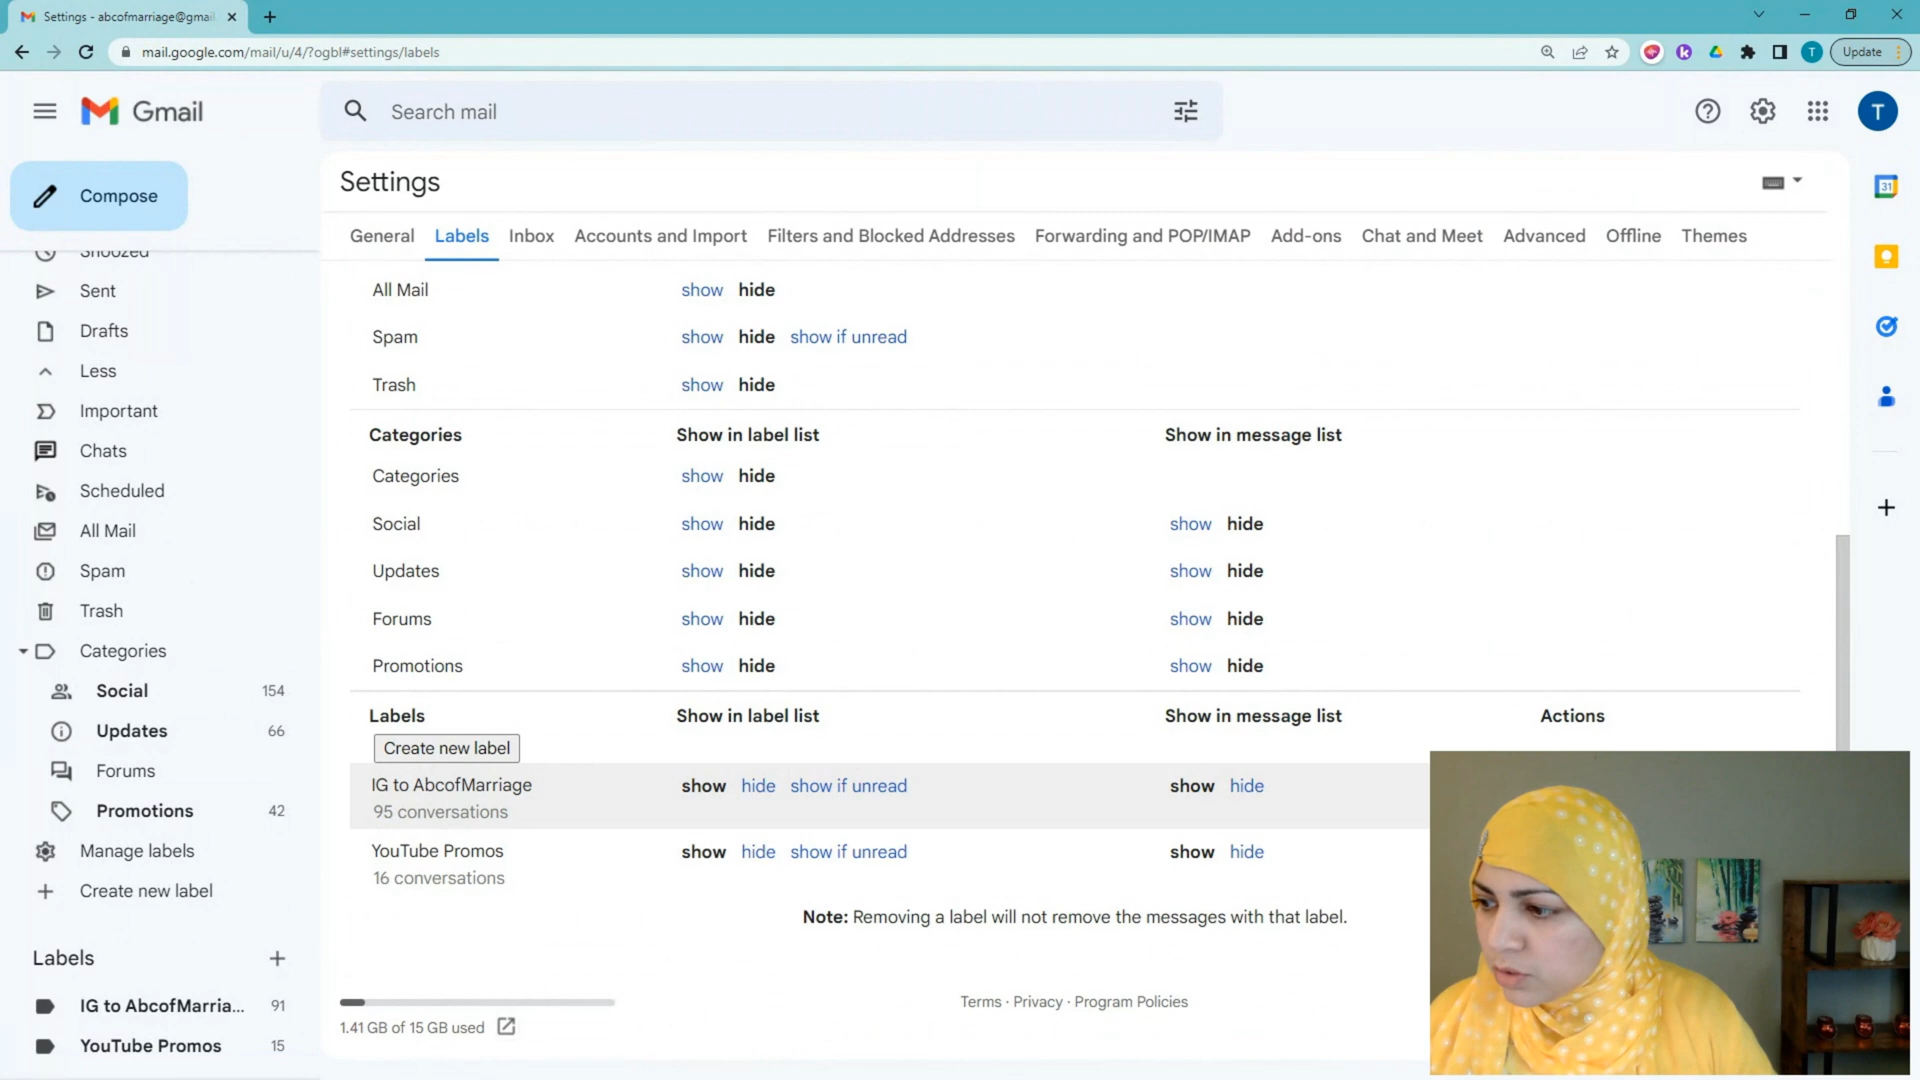 Settings - abcofmarriage@gmai
mail.google.com/mail/u/4/?ogbl#settings/labels
T
Update
Gmail
Search mail
T
Compose
Settings
General Labels Inbox Accounts and Import Filters and Blocked Addresses Forwarding and POP/IMAP Add-ons Chat and Meet Advanced Offline Themes
Snoozed
Sent
Drafts
Less
Important
Chats
Scheduled
All Mail
Spam
Trash
Categories
Social 154
Updates 66
Forums
Promotions 42
Manage labels
Create new label
Labels
IG to AbcofMarria... 91
YouTube Promos 15
All Mail show hide
Spam show hide show if unread
Trash show hide
Categories Show in label list Show in message list
Categories show hide
Social show hide show hide
Updates show hide show hide
Forums show hide show hide
Promotions show hide show hide
Labels Show in label list Show in message list Actions
Create new label
IG to AbcofMarriage show hide show if unread show hide
95 conversations
YouTube Promos show hide show if unread show hide
16 conversations
Note: Removing a label will not remove the messages with that label.
Terms · Privacy · Program Policies
1.41 GB of 15 GB used
31